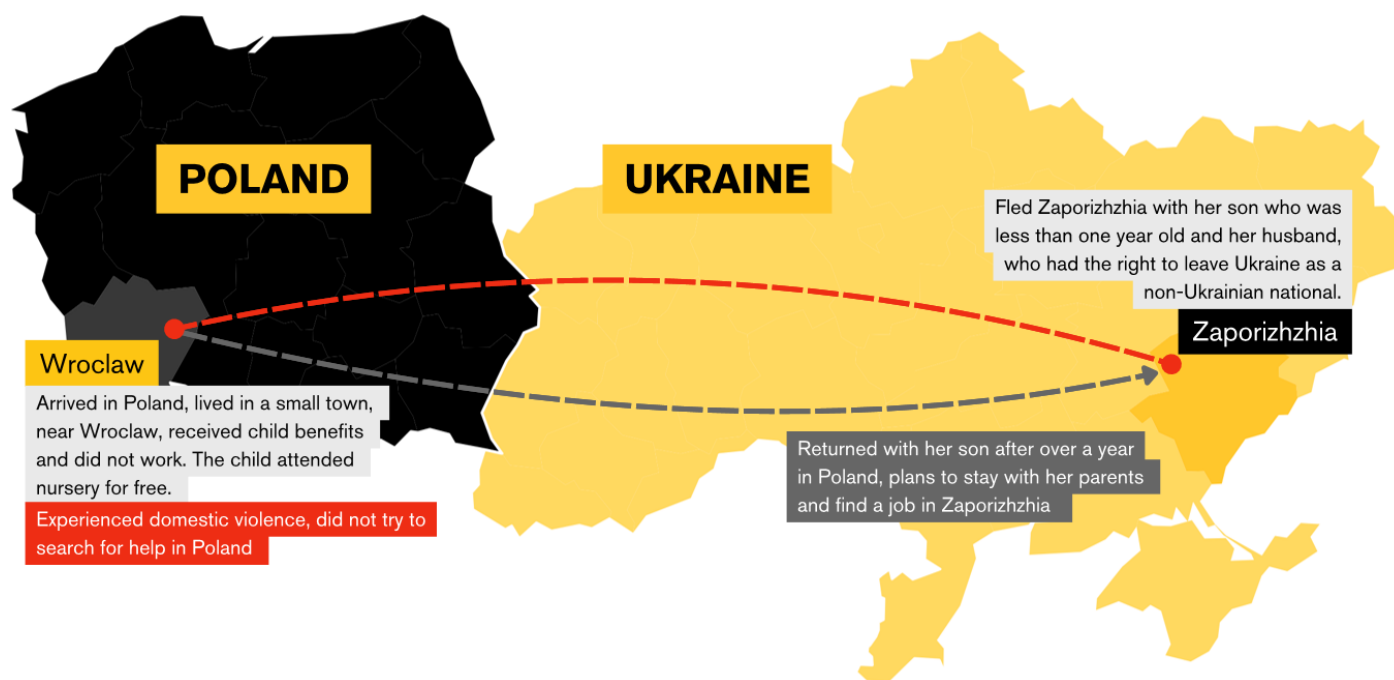 POLAND
UKRAINE
Fled Zaporizhzhia with her son who was
less than one year old and her husband,
who had the right to leave Ukraine as a
non-Ukrainian national.
Zaporizhzhia
Wroclaw
Arrived in Poland, lived in a small town,
near Wroclaw, received child benefits
and did not work. The child attended
nursery for free.
Experienced domestic violence, did not try to
search for help in Poland
Returned with her son after over a year
in Poland, plans to stay with her parents
and find a job in Zaporizhzhia